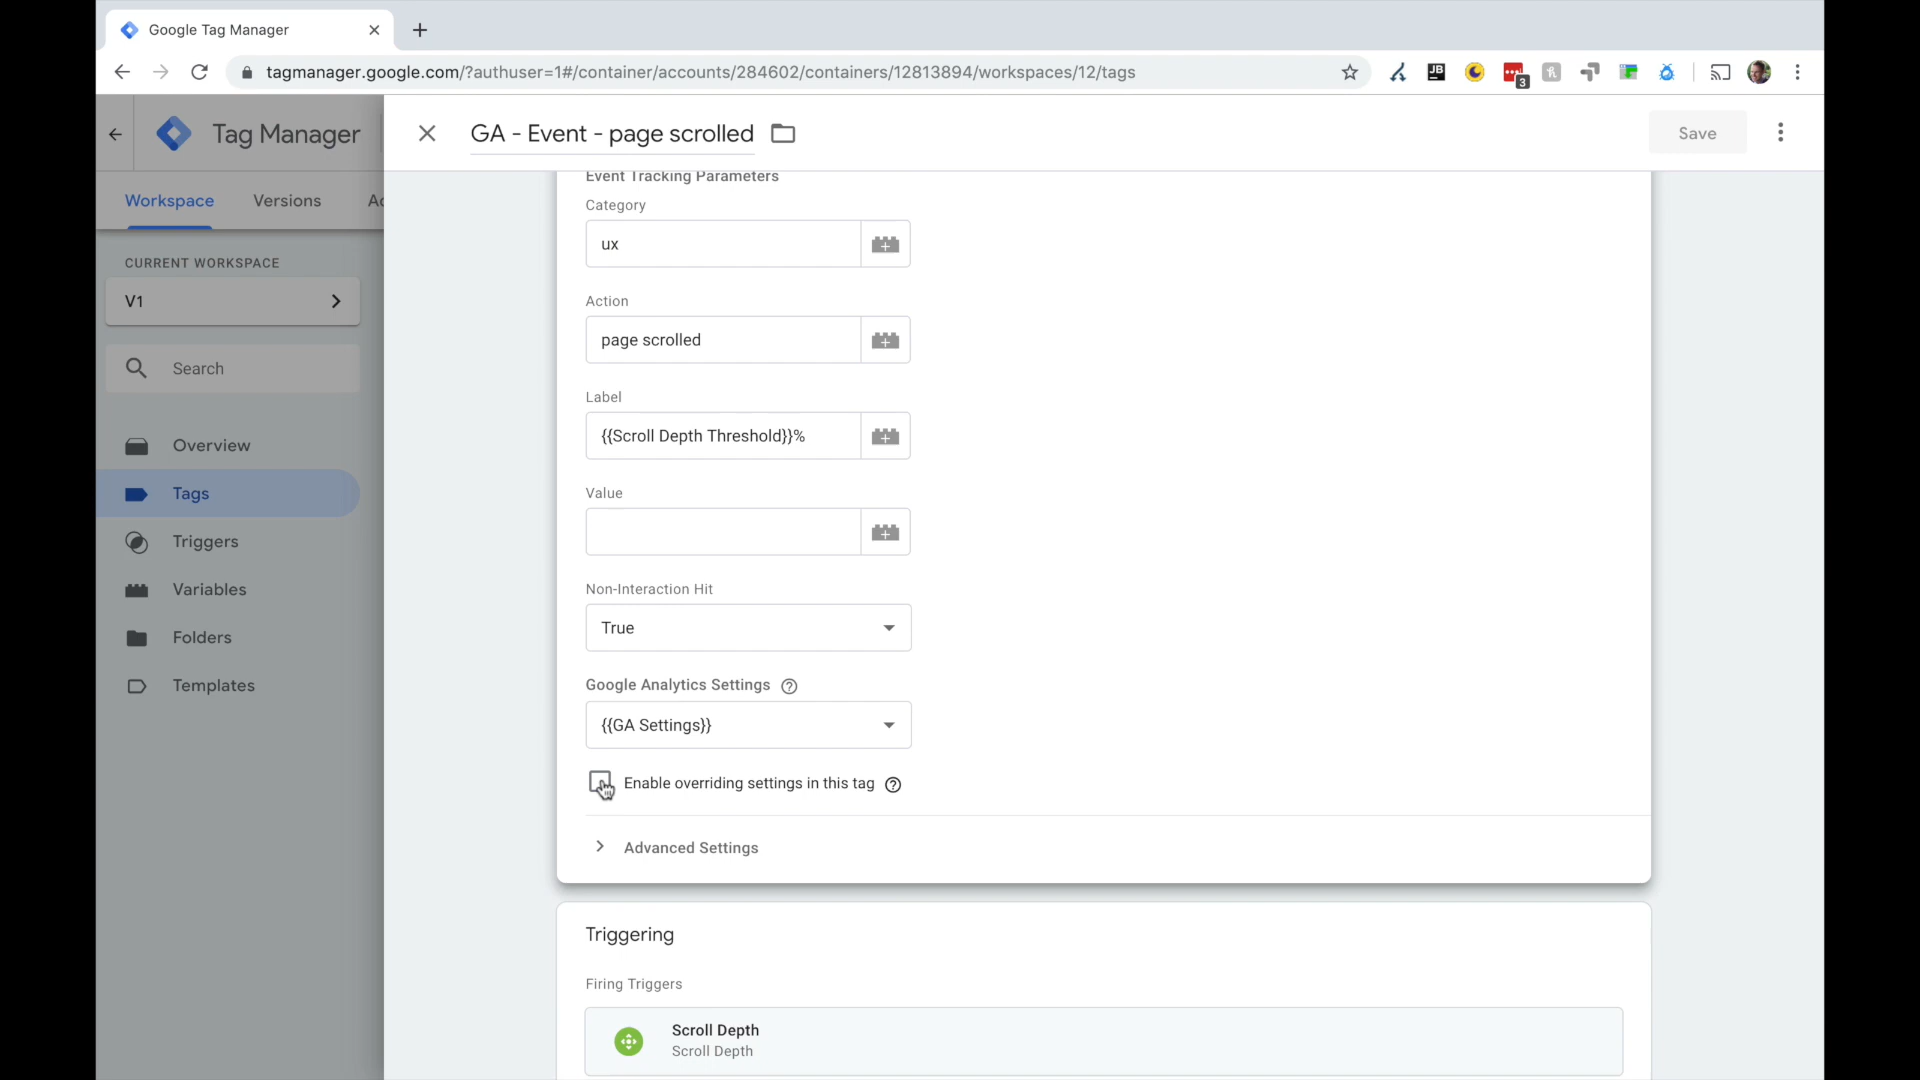 Google Tag Manager
tagmanager.google.com/?authuser=1#/container/accounts/284602/containers/12813894/workspaces/12/tags
JB
3
Tag Manager
GA - Event - page scrolled
Save
Workspace Versions
CURRENT WORKSPACE
V1
Search
Overview
Tags
Triggers
Variables
Folders
Templates
Event Tracking Parameters
Category
ux
Action
page scrolled
Label
{{Scroll Depth Threshold}}%
Value
Non-Interaction Hit
True
Google Analytics Settings
{{GA Settings}}
Enable overriding settings in this tag
Advanced Settings
Triggering
Firing Triggers
Scroll Depth
Scroll Depth